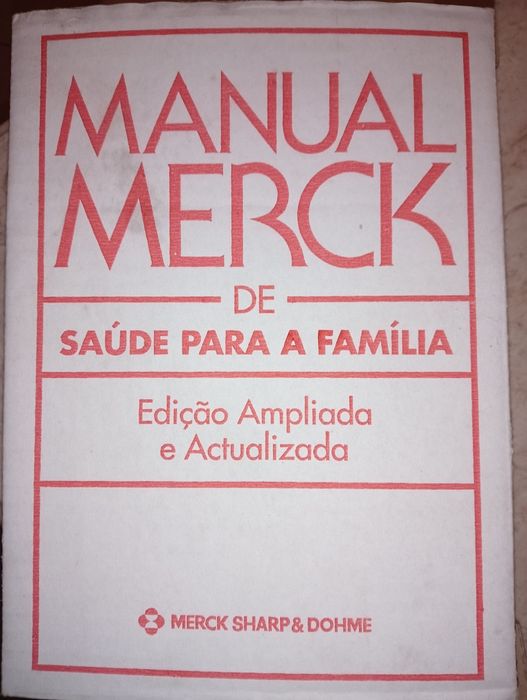 MANUAL
MERCK
DE
SAÚDE PARA A FAMÍLIA
Edição Ampliada
e Actualizada
MERCK SHARP & DOHME